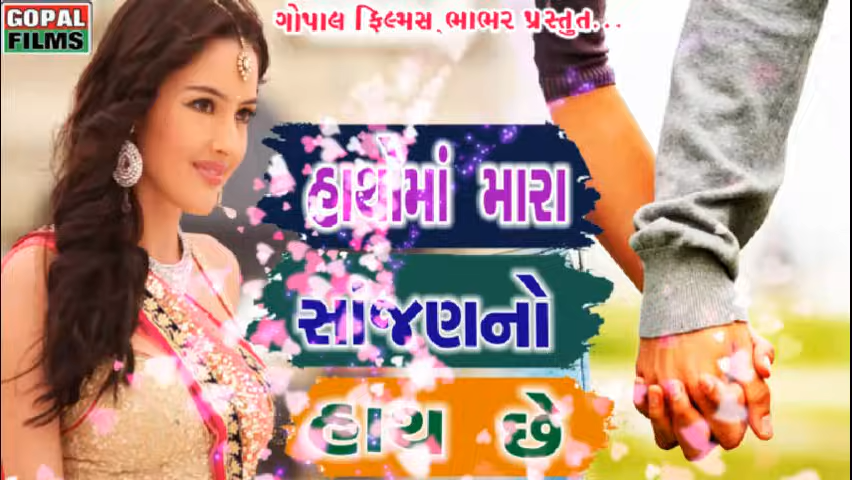 GOPAL
FILMS
ગોપાલ ફિલ્મસ ભાભર પ્રસ્તુત...
હાથોમાં મારા
સાંજણનો
હાથ છે